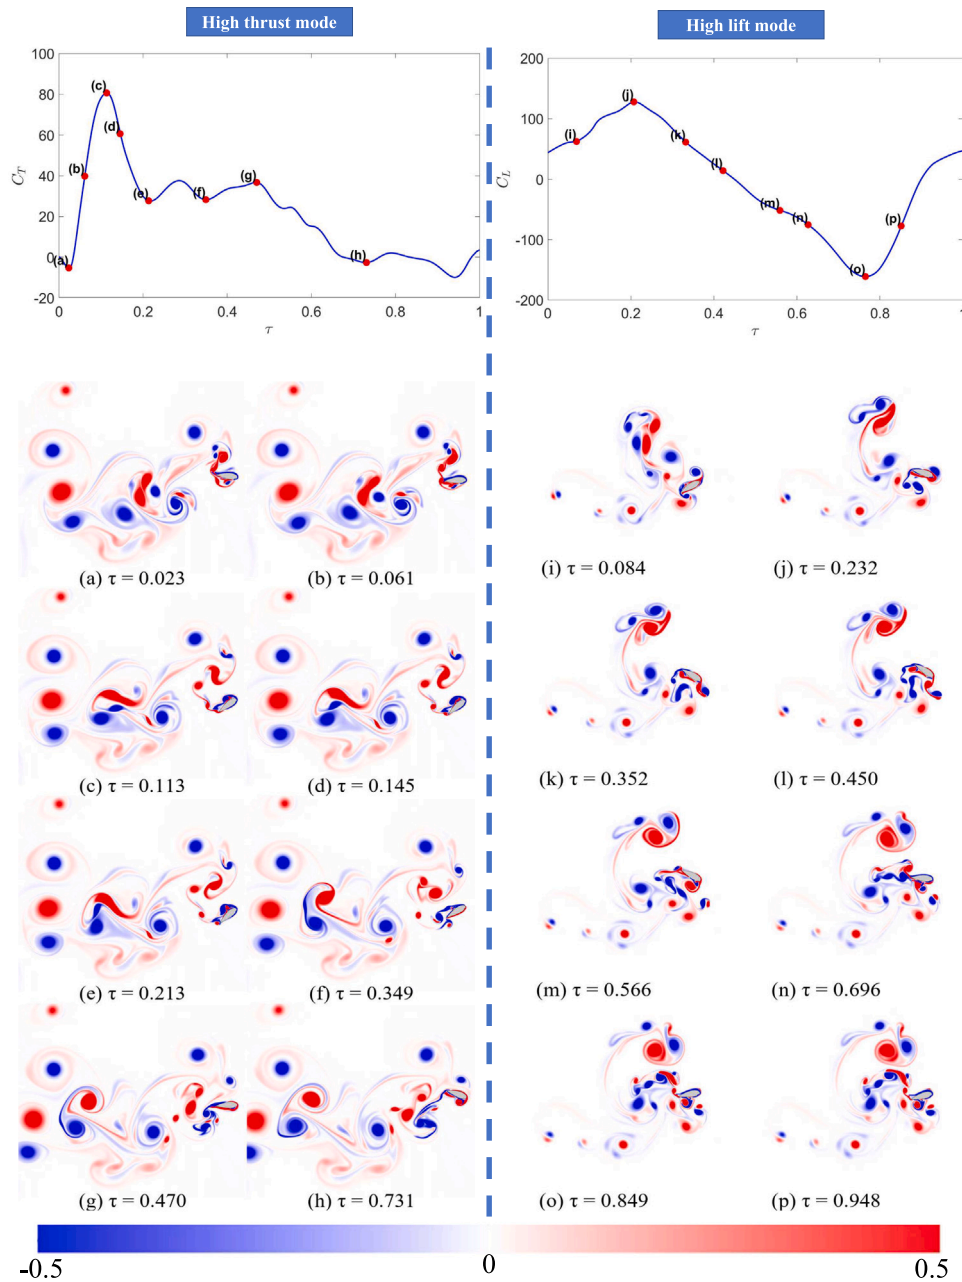 High thrust mode
High lift mode
100
80
60
40
20
0
-20
0
0.2
0.4
0.6
0.8
1
C_T
τ
(a)
(b)
(c)
(d)
(e)
(f)
(g)
(h)
200
100
0
-100
-200
0
0.2
0.4
0.6
0.8
1
C_L
τ
(i)
(j)
(k)
(l)
(m)
(n)
(o)
(p)
(a) τ = 0.023
(b) τ = 0.061
(i) τ = 0.084
(j) τ = 0.232
(c) τ = 0.113
(d) τ = 0.145
(k) τ = 0.352
(l) τ = 0.450
(e) τ = 0.213
(f) τ = 0.349
(m) τ = 0.566
(n) τ = 0.696
(g) τ = 0.470
(h) τ = 0.731
(o) τ = 0.849
(p) τ = 0.948
-0.5
0
0.5